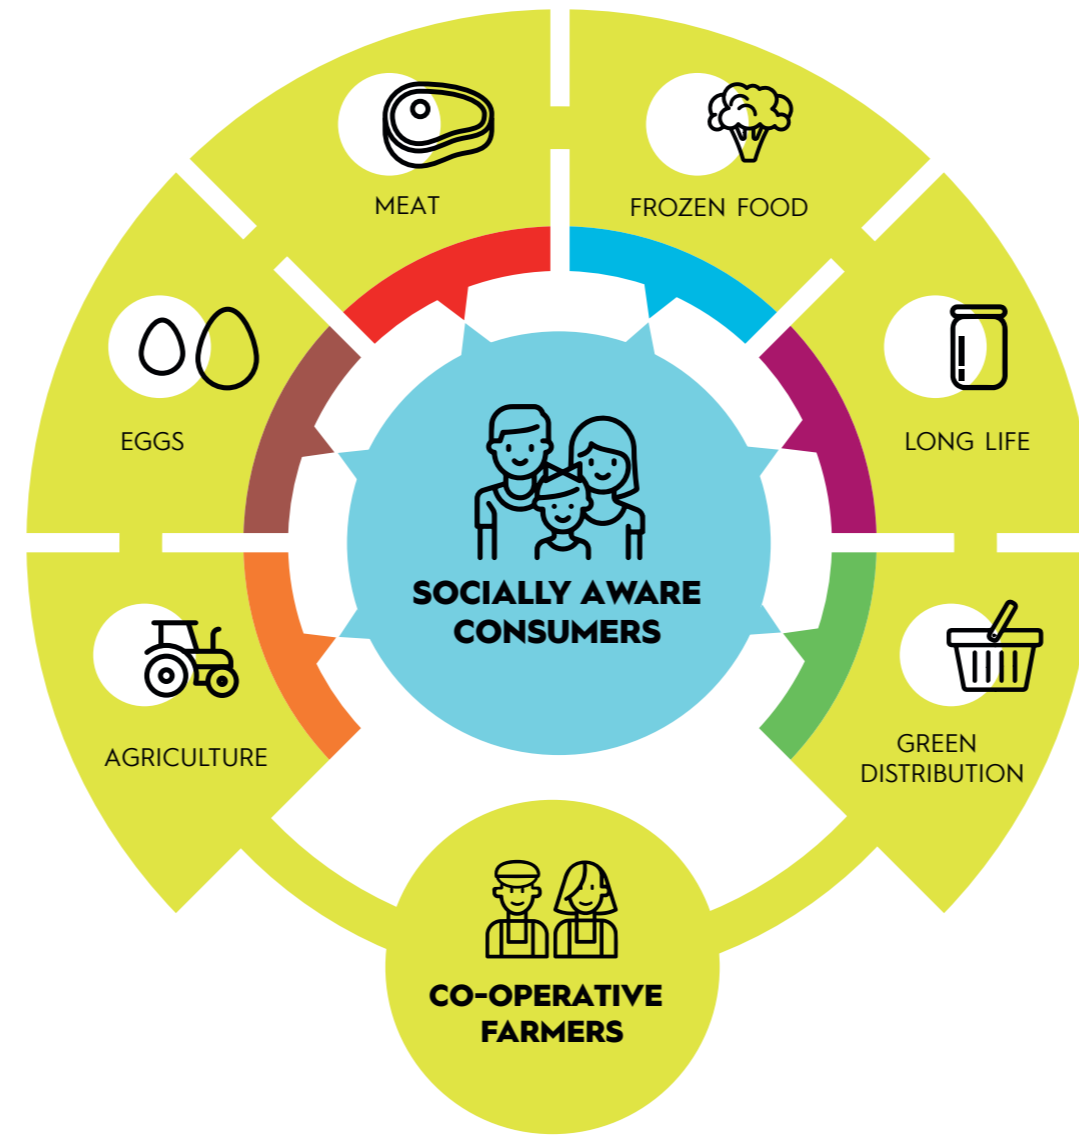 MEAT
FROZEN FOOD
EGGS
LONG LIFE
SOCIALLY AWARE
CONSUMERS
AGRICULTURE
GREEN
DISTRIBUTION
CO-OPERATIVE
FARMERS